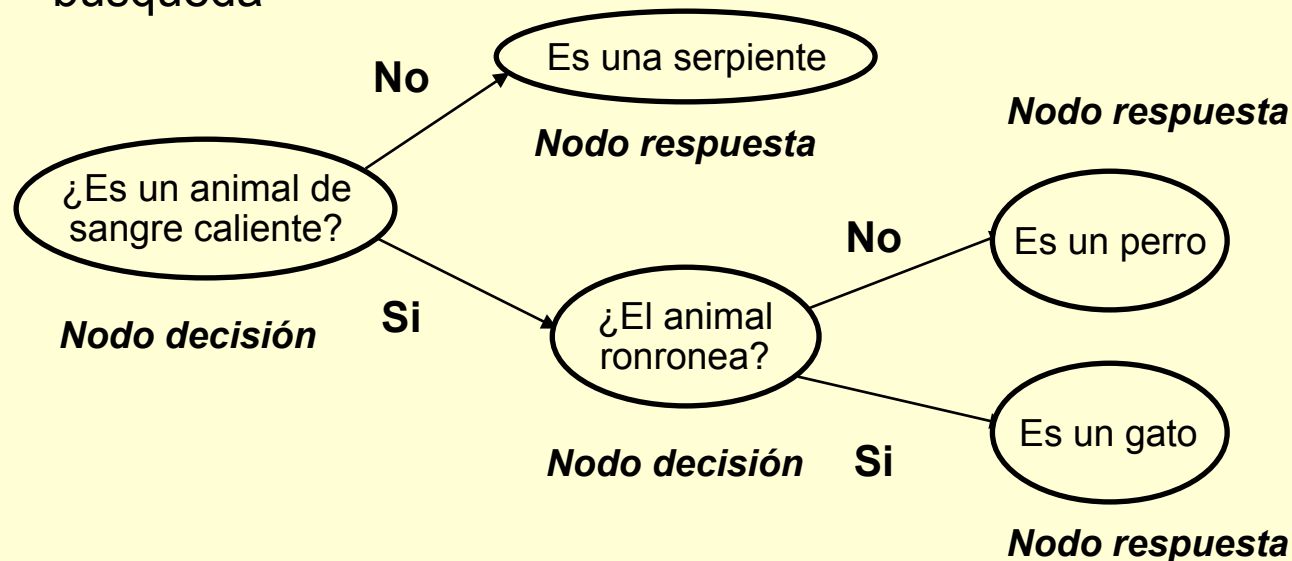 búsqueda
No
Es una serpiente
Nodo respuesta
Nodo respuesta
¿Es un animal de
sangre caliente?
No
Es un perro
Nodo decisión
Si
¿El animal
ronronea?
Es un gato
Nodo decisión
Si
Nodo respuesta